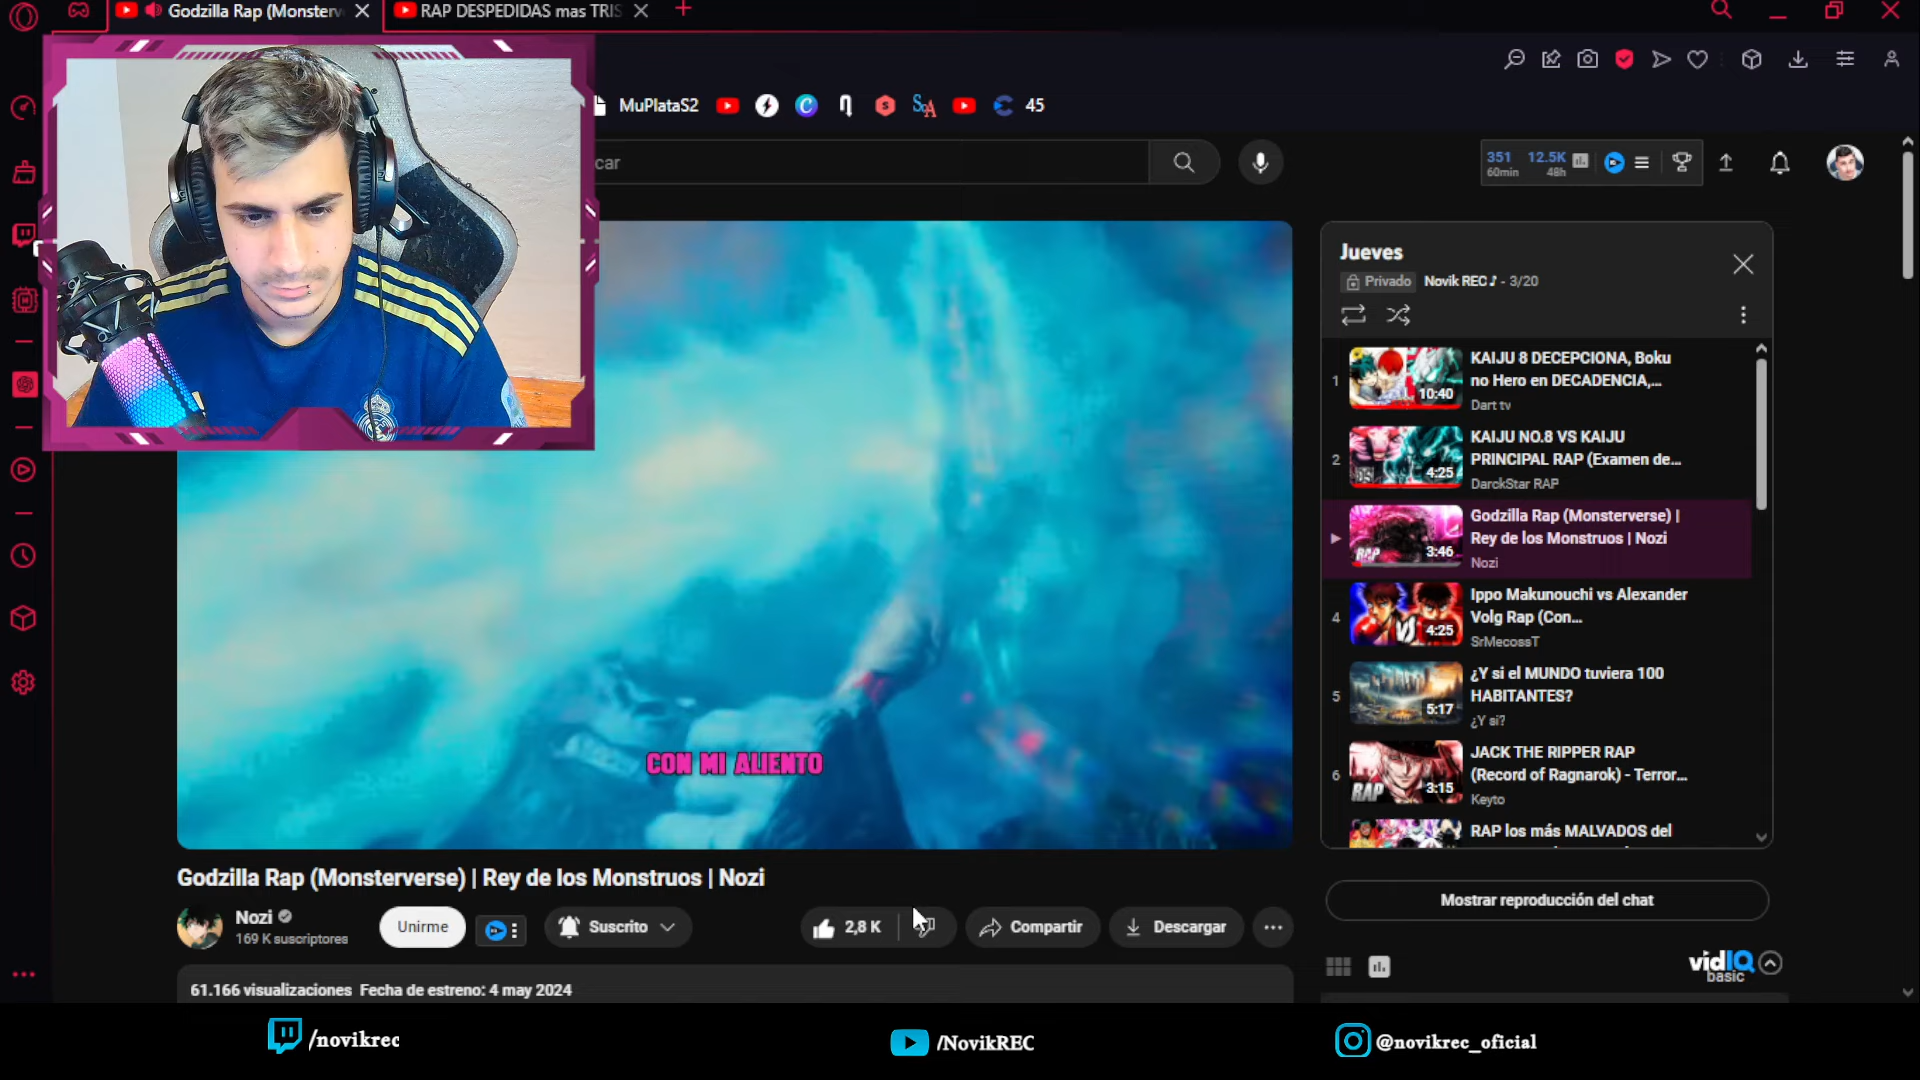 Godzilla Rap (Monsterv
RAP DESPEDIDAS mas TRIS
MuPlataS2
45
car
351
60min
12.5K
48h
Jueves
Privado
Novik REC♪ - 3/20
1
KAIJU 8 DECEPCIONA, Boku
no Hero en DECADENCIA,...
10:40
Dart tv
2
KAIJU NO.8 VS KAIJU
PRINCIPAL RAP (Examen de...
4:25
DarckStar RAP
Godzilla Rap (Monsterverse) |
Rey de los Monstruos | Nozi
RAP
3:46
Nozi
4
Ippo Makunouchi vs Alexander
Volg Rap (Con...
VS
4:25
SrMecossT
5
¿Y si el MUNDO tuviera 100
HABITANTES?
5:17
¿Y si?
6
JACK THE RIPPER RAP
(Record of Ragnarok) - Terror...
RAP
3:15
Keyto
RAP los más MALVADOS del
CON MI ALIENTO
Godzilla Rap (Monsterverse) | Rey de los Monstruos | Nozi
Nozi
169 K suscriptores
Unirme
Suscrito
2,8 K
Compartir
Descargar
Mostrar reproducción del chat
vidIQ
basic
61.166 visualizaciones Fecha de estreno: 4 may 2024
/novikrec
/NovikREC
@novikrec_oficial